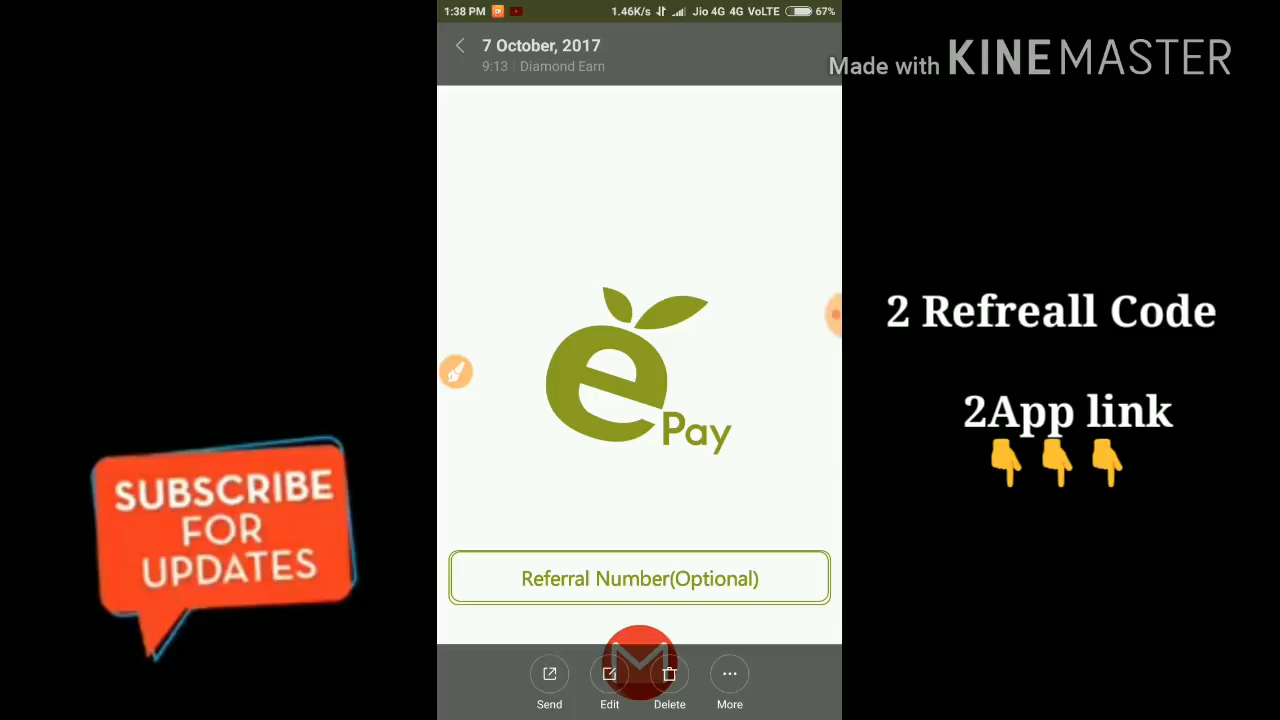 1:38 PM
1.46K/s Jio 4G 4G VoLTE 67%
7 October, 2017
9:13 Diamond Earn
Made with KINEMASTER
e
Pay
2 Refreall Code
2App link
👇👇👇
SUBSCRIBE
FOR
UPDATES
Referral Number(Optional)
Send Edit Delete More